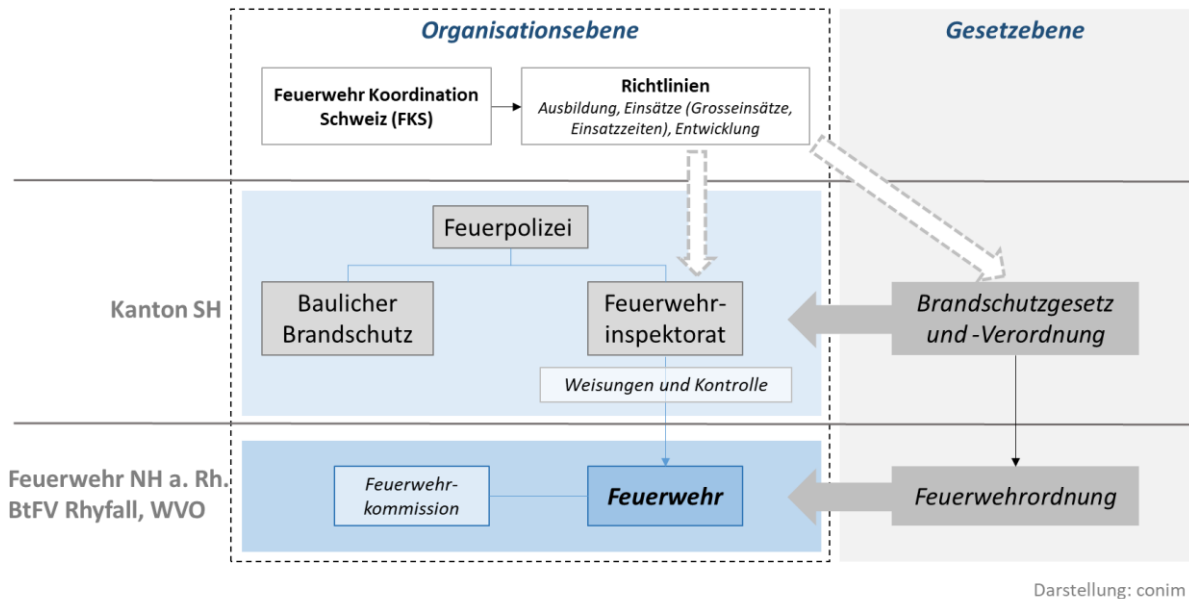 Organisationsebene
Gesetzebene
Feuerwehr Koordination
Schweiz (FKS)
Richtlinien
Ausbildung, Einsätze (Grosseinsätze,
Einsatzzeiten), Entwicklung
Kanton SH
Feuerpolizei
Baulicher
Brandschutz
Feuerwehr-
inspektorat
Brandschutzgesetz
und -Verordnung
Weisungen und Kontrolle
Feuerwehr NH a. Rh.
BtFV Rhyfall, WVO
Feuerwehr-
kommission
Feuerwehr
Feuerwehrordnung
Darstellung: conim